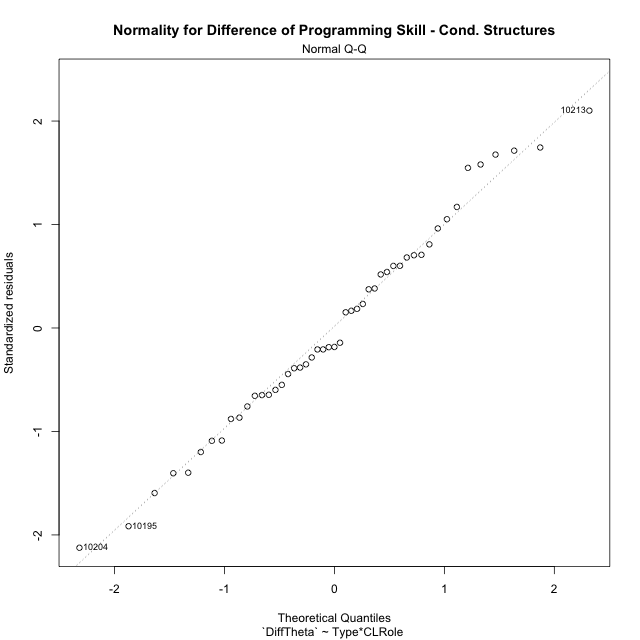 Normality for Difference of Programming Skill - Cond. Structures
Normal Q-Q
2
1
0
-1
-2
Standardized residuals
10213
10195
10204
-2 -1 0 1 2
Theoretical Quantiles
`DiffTheta` ~ Type*CLRole